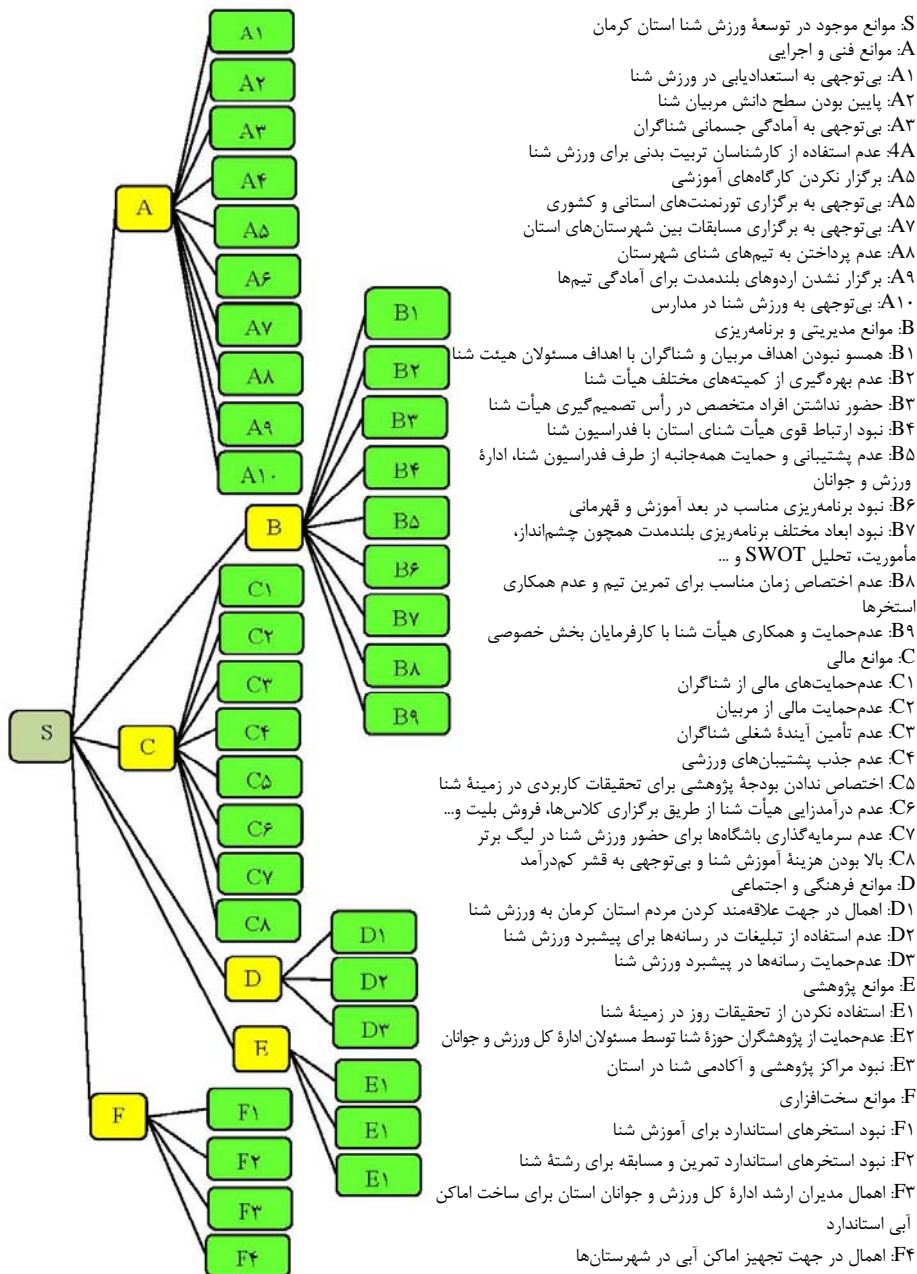 S: موانع موجود در توسعۀ ورزش شنا استان کرمان
A: موانع فنی و اجرایی
A۱: بی‌توجهی به استعدادیابی در ورزش شنا
A۲: پایین بودن سطح دانش مربیان شنا
A۳: بی‌توجهی به آمادگی جسمانی شناگران
4A: عدم استفاده از کارشناسان تربیت بدنی برای ورزش شنا
A۵: برگزار نکردن کارگاه‌های آموزشی
A۵: بی‌توجهی به برگزاری تورنمنت‌های استانی و کشوری
A۷: بی‌توجهی به برگزاری مسابقات بین شهرستان‌های استان
A۸: عدم پرداختن به تیم‌های شنای شهرستان
A۹: برگزار نشدن اردوهای بلندمدت برای آمادگی تیم‌ها
A۱۰: بی‌توجهی به ورزش شنا در مدارس
B: موانع مدیریتی و برنامه‌ریزی
B۱: همسو نبودن اهداف مربیان و شناگران با اهداف مسئولان هیئت شنا
B۲: عدم بهره‌گیری از کمیته‌های مختلف هیأت شنا
B۳: حضور نداشتن افراد متخصص در رأس تصمیم‌گیری هیأت شنا
B۴: نبود ارتباط قوی هیأت شنای استان با فدراسیون شنا
B۵: عدم پشتیبانی و حمایت همه‌جانبه از طرف فدراسیون شنا، ادارۀ
ورزش و جوانان
B۶: نبود برنامه‌ریزی مناسب در بعد آموزش و قهرمانی
B۷: نبود ابعاد مختلف برنامه‌ریزی بلندمدت همچون چشم‌انداز،
مأموریت، تحلیل SWOT و ...
B۸: عدم اختصاص زمان مناسب برای تمرین تیم و عدم همکاری
استخرها
B۹: عدم‌حمایت و همکاری هیأت شنا با کارفرمایان بخش خصوصی
C: موانع مالی
C۱: عدم‌حمایت‌های مالی از شناگران
C۲: عدم‌حمایت مالی از مربیان
C۳: عدم تأمین آیندۀ شغلی شناگران
C۴: عدم جذب پشتیبان‌های ورزشی
C۵: اختصاص ندادن بودجۀ پژوهشی برای تحقیقات کاربردی در زمینۀ شنا
C۶: عدم درآمدزایی هیأت شنا از طریق برگزاری کلاس‌ها، فروش بلیت و...
C۷: عدم سرمایه‌گذاری باشگاه‌ها برای حضور ورزش شنا در لیگ برتر
C۸: بالا بودن هزینۀ آموزش شنا و بی‌توجهی به قشر کم‌درآمد
D: موانع فرهنگی و اجتماعی
D۱: اهمال در جهت علاقه‌مند کردن مردم استان کرمان به ورزش شنا
D۲: عدم استفاده از تبلیغات در رسانه‌ها برای پیشبرد ورزش شنا
D۳: عدم‌حمایت رسانه‌ها در پیشبرد ورزش شنا
E: موانع پژوهشی
E۱: استفاده نکردن از تحقیقات روز در زمینۀ شنا
E۲: عدم‌حمایت از پژوهشگران حوزۀ شنا توسط مسئولان ادارۀ کل ورزش و جوانان
E۳: نبود مراکز پژوهشی و آکادمی شنا در استان
F: موانع سخت‌افزاری
F۱: نبود استخرهای استاندارد برای آموزش شنا
F۲: نبود استخرهای استاندارد تمرین و مسابقه برای رشتۀ شنا
F۳: اهمال مدیران ارشد ادارۀ کل ورزش و جوانان استان برای ساخت اماکن
آبی استاندارد
F۴: اهمال در جهت تجهیز اماکن آبی در شهرستان‌ها
S
A
A۱
A۲
A۳
A۴
A۵
A۶
A۷
A۸
A۹
A۱۰
B
B۱
B۲
B۳
B۴
B۵
B۶
B۷
B۸
B۹
C
C۱
C۲
C۳
C۴
C۵
C۶
C۷
C۸
D
D۱
D۲
D۳
E
E۱
E۱
E۱
F
F۱
F۲
F۳
F۴